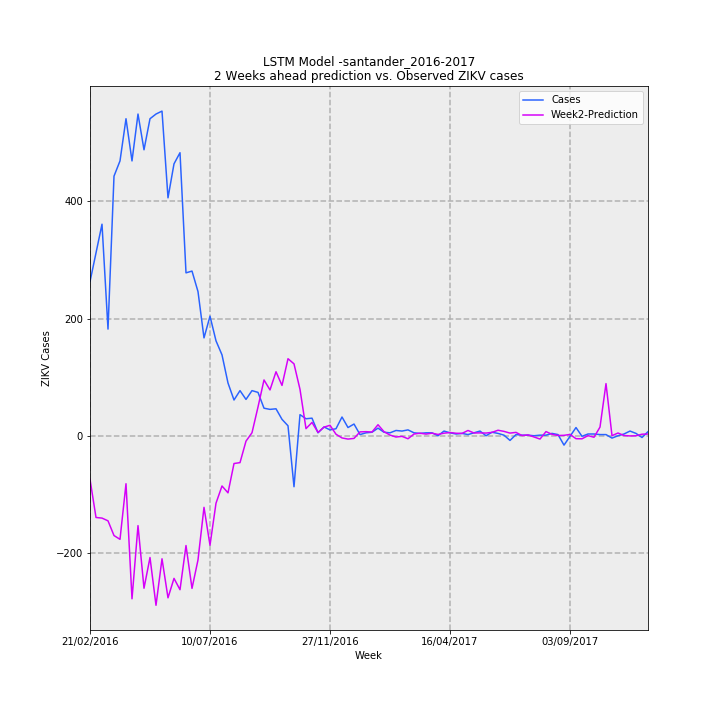 LSTM Model -santander_2016-2017
2 Weeks ahead prediction vs. Observed ZIKV cases
Cases
Week2-Prediction
400
200
0
−200
ZIKV Cases
21/02/2016 10/07/2016 27/11/2016 16/04/2017 03/09/2017
Week